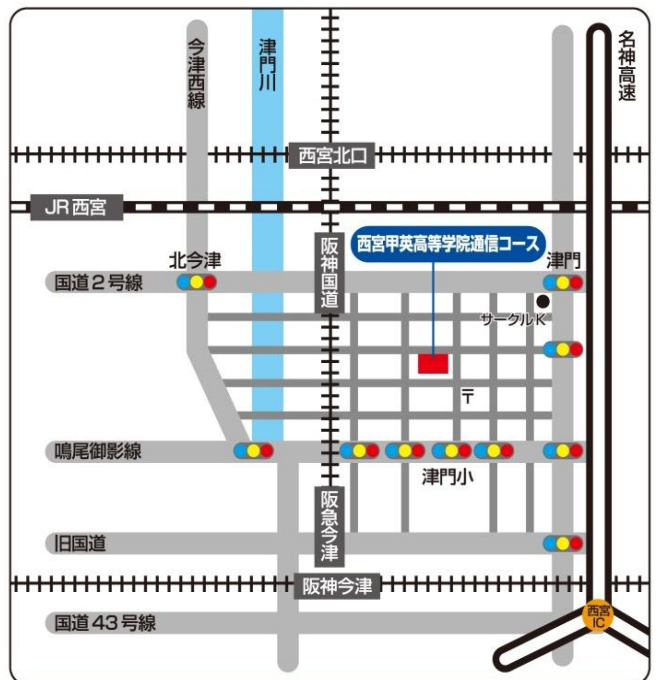 今津西線
津門川
名神高速
西宮北口
JR西宮
阪神国道
西宮甲英高等学院通信コース
北今津
津門
国道2号線
サークルK
〒
鳴尾御影線
津門小
阪急今津
旧国道
阪神今津
国道43号線
西宮
IC